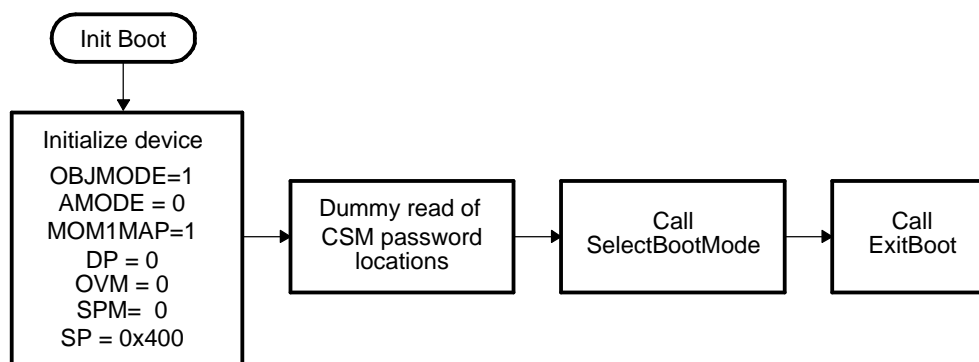 Init Boot
Initialize device
OBJMODE=1
AMODE = 0
MOM1MAP=1
DP = 0
OVM = 0
SPM= 0
SP = 0x400
Dummy read of
CSM password
locations
Call
SelectBootMode
Call
ExitBoot